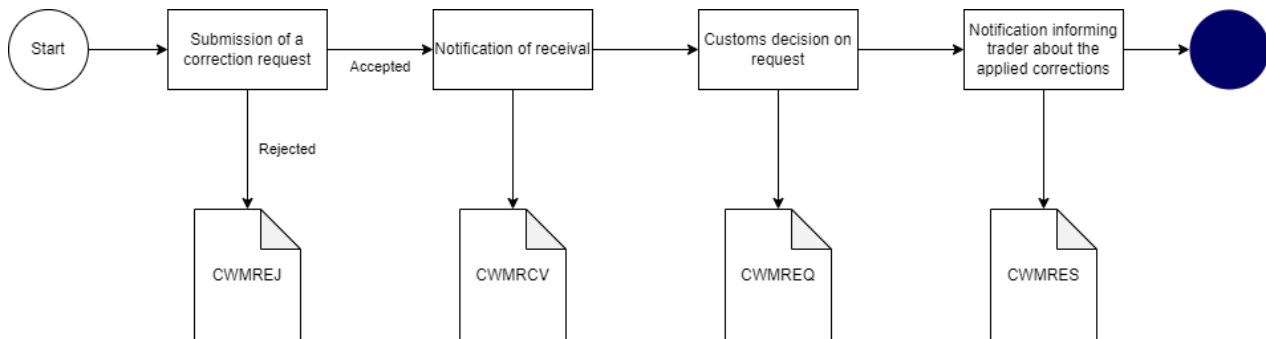 Start
Submission of a
correction request
Accepted
Notification of receival
Customs decision on
request
Notification informing
trader about the
applied corrections
Rejected
CWMREJ
CWMRCV
CWMREQ
CWMRES